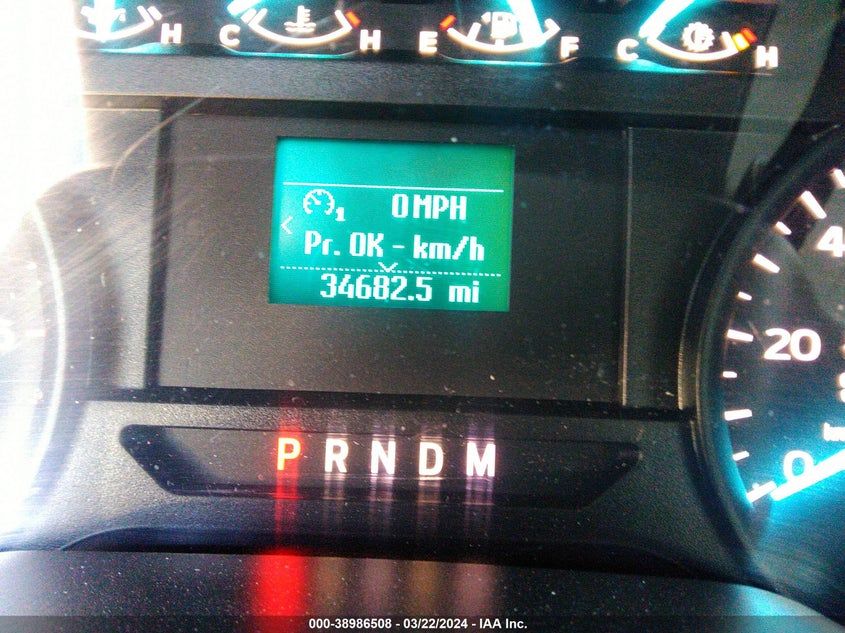 H C H E F C H
0 MPH
1
Pr. OK - km/h
34682.5 mi
P R N D M
20
0
000-38986508 - 03/22/2024 - IAA Inc.